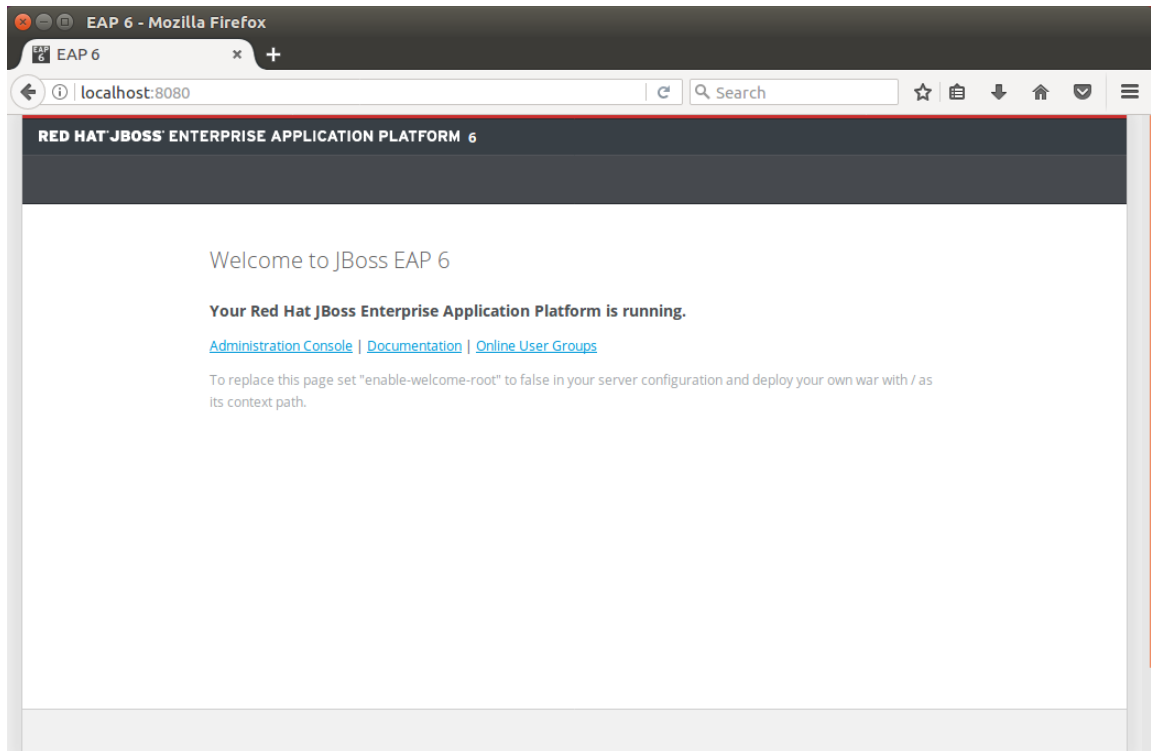 EAP 6 - Mozilla Firefox
EAP 6
localhost:8080
Search
RED HAT® JBOSS® ENTERPRISE APPLICATION PLATFORM 6
Welcome to JBoss EAP 6
Your Red Hat JBoss Enterprise Application Platform is running.
Administration Console | Documentation | Online User Groups
To replace this page set "enable-welcome-root" to false in your server configuration and deploy your own war with / as
its context path.